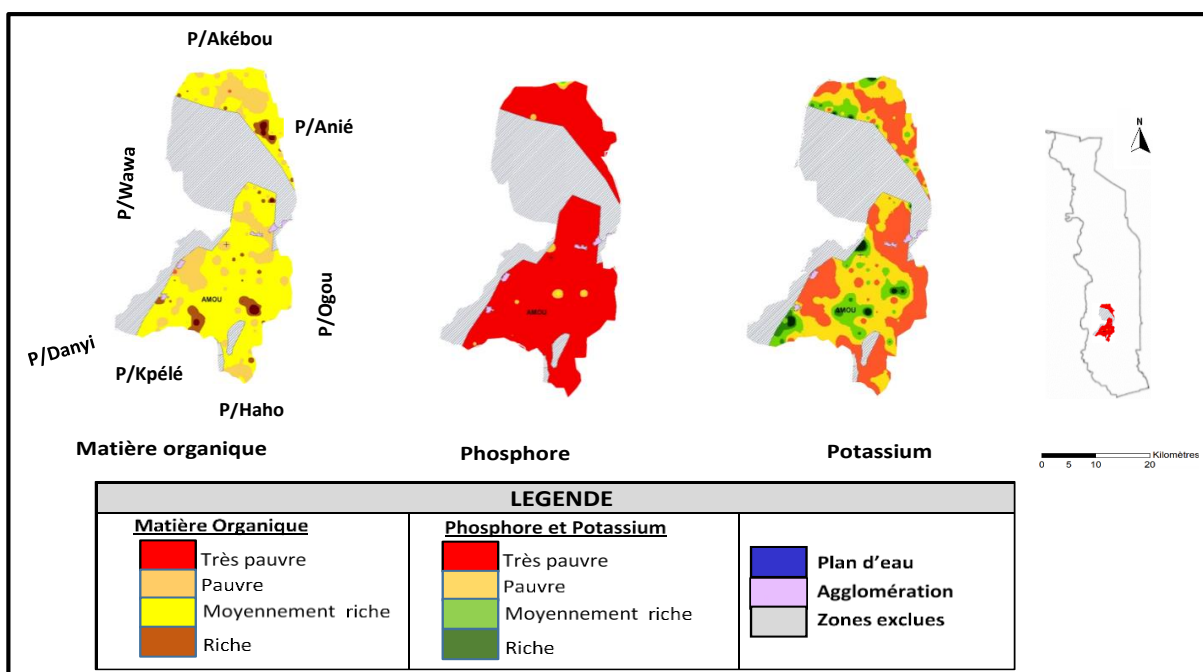 P/Akébou
P/Anié
P/Wawa
P/Ogou
P/Danyi
P/Kpélé
P/Haho
AMOU
AMOU
AMOU
N
Matière organique
Phosphore
Potassium
Kilomètres
0 5 10 20
LEGENDE
Matière Organique
Très pauvre
Pauvre
Moyennement riche
Riche
Phosphore et Potassium
Très pauvre
Pauvre
Moyennement riche
Riche
Plan d'eau
Agglomération
Zones exclues